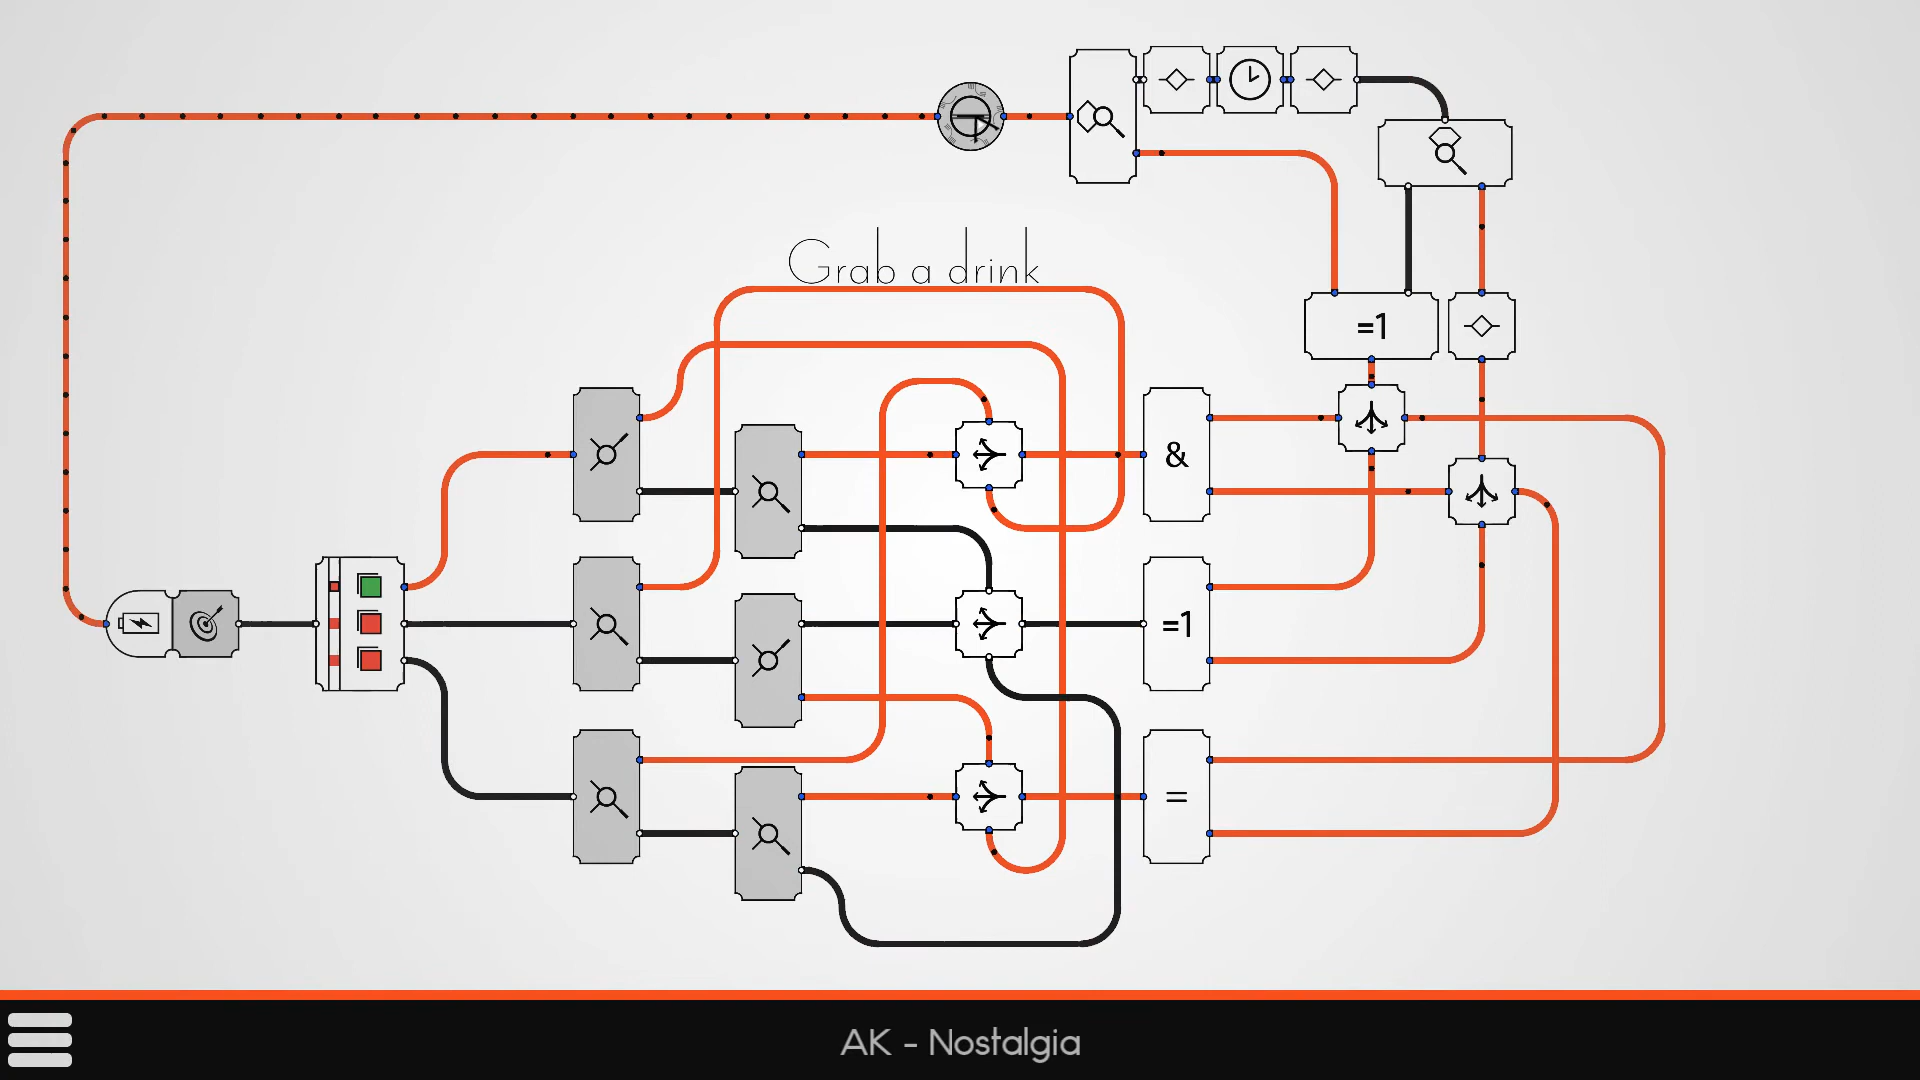 Grab a drink
=1
&
=1
=
AK - Nostalgia